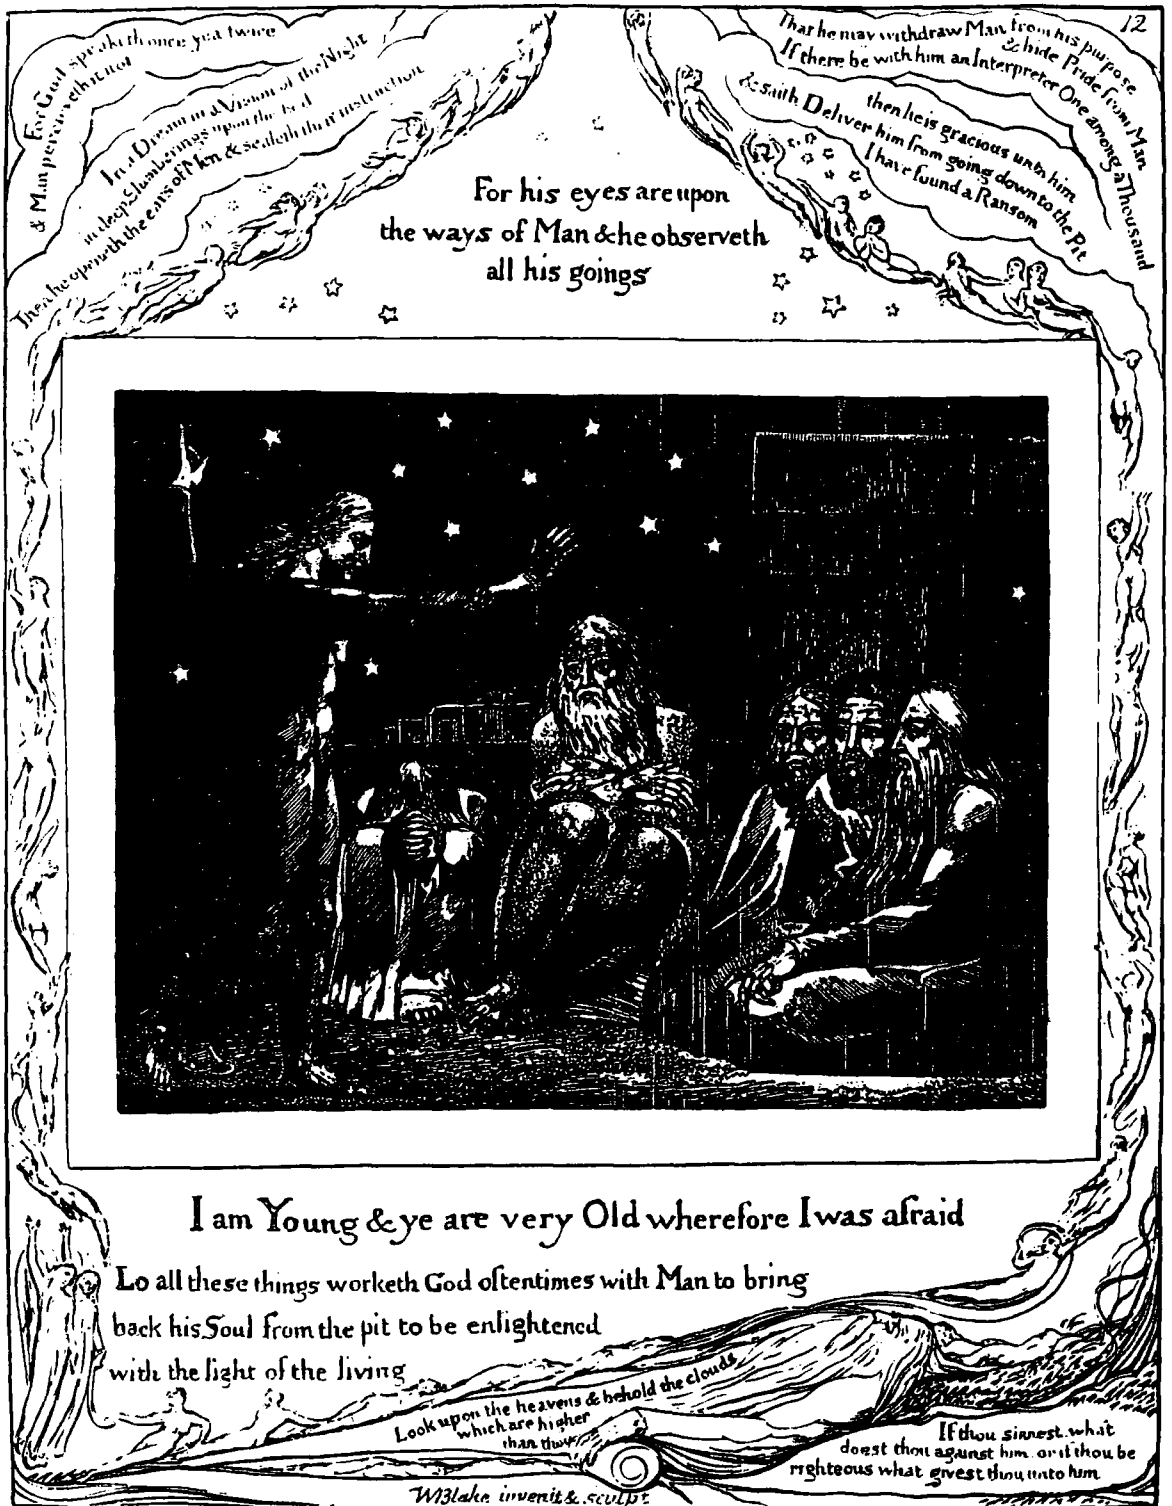 12
For God speaketh once yea twice
& Man perceiveth it not
In a Dream in a Vision of the Night
in deep Slumberings upon the bed
Then he openeth the ears of Men & sealeth their instruction
That he may withdraw Man from his purpose
& hide Pride from Man
If there be with him an Interpreter One among a Thousand
then he is gracious unto him
& saith Deliver him from going down to the Pit
I have found a Ransom
For his eyes are upon
the ways of Man & he observeth
all his goings
I am Young & ye are very Old wherefore I was afraid
Lo all these things worketh God oftentimes with Man to bring
back his Soul from the pit to be enlightened
with the light of the living
Look upon the heavens & behold the clouds
which are higher
than thou
If thou sinnest what
doest thou against him or if thou be
righteous what givest thou unto him
WBlake invenit & sculpt